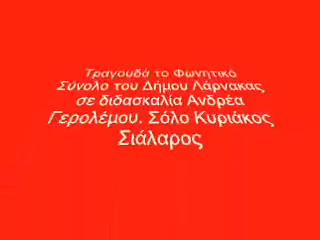 Τραγουδά το Φωνητικό
Σύνολο του Δήμου Λάρνακας
σε διδασκαλία Ανδρέα
Γερολέμου. Σόλο Κυριάκος
Σιάλαρος